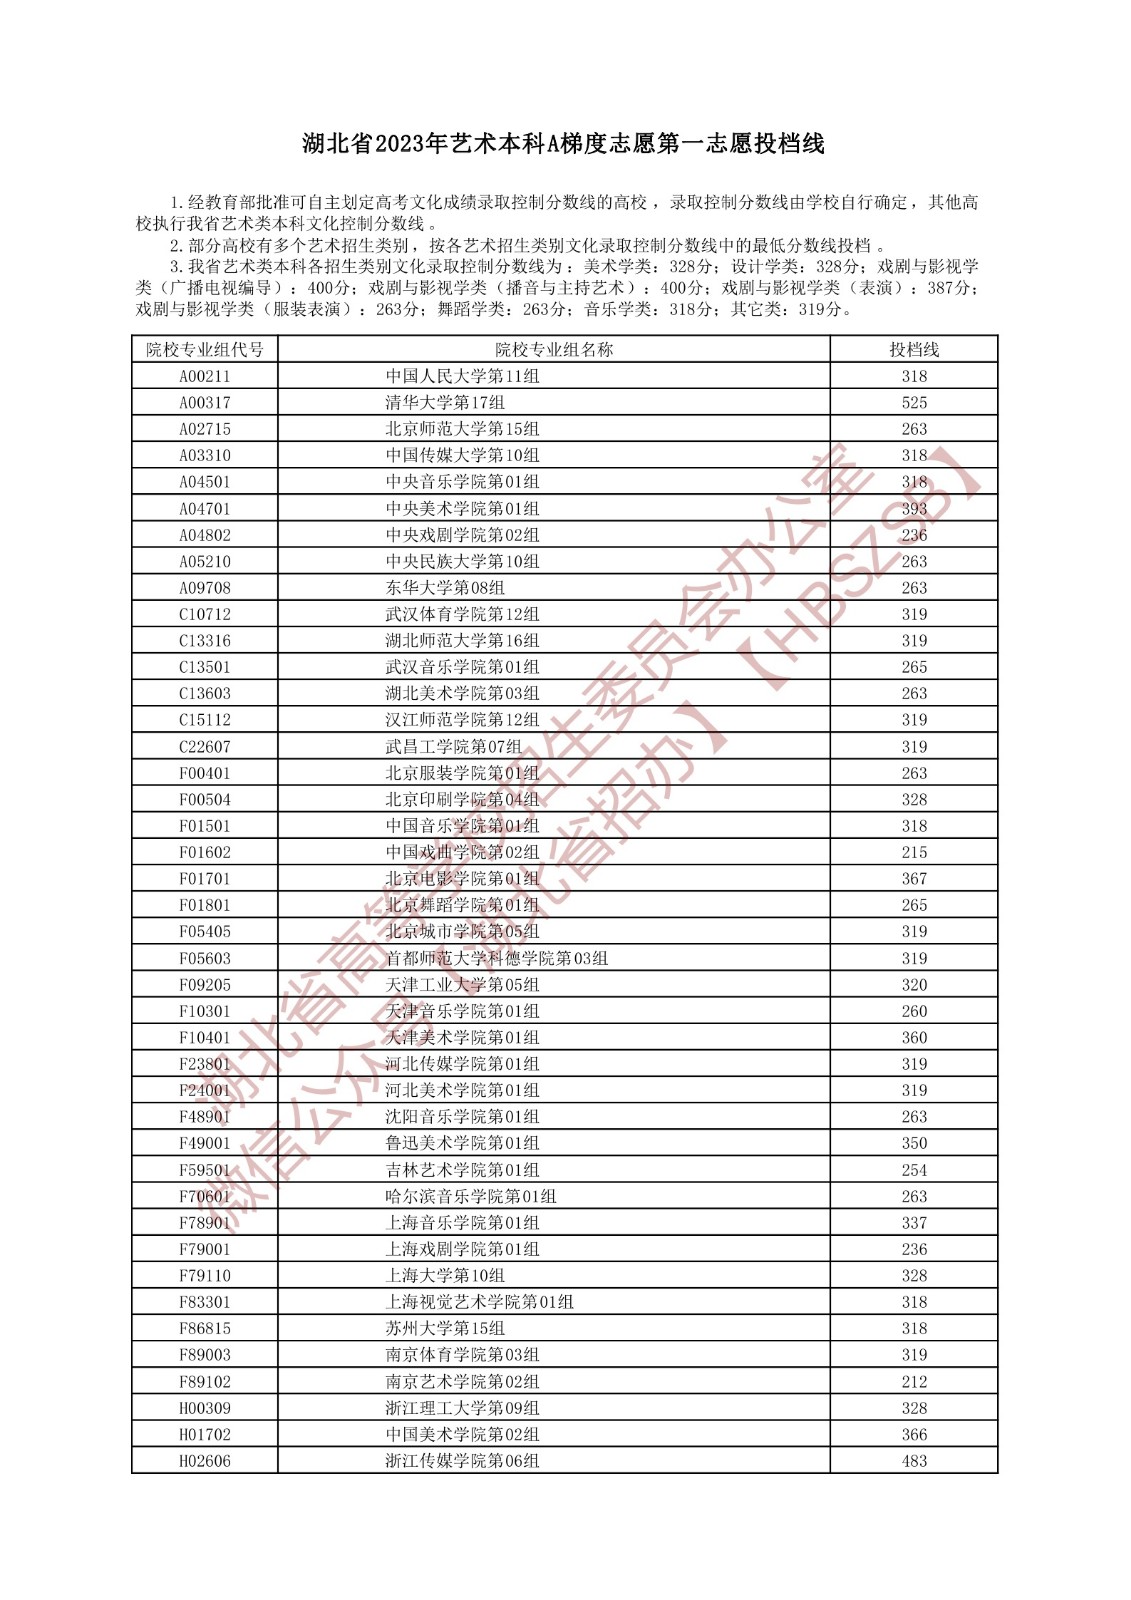 湖北省2023年艺术本科A梯度志愿第一志愿投档线
1.经教育部批准可自主划定高考文化成绩录取控制分数线的高校，录取控制分数线由学校自行确定，其他高
校执行我省艺术类本科文化控制分数线。
2.部分高校有多个艺术招生类别，按各艺术招生类别文化录取控制分数线中的最低分数线投档。
3.我省艺术类本科各招生类别文化录取控制分数线为：美术学类：328分；设计学类：328分；戏剧与影视学
类（广播电视编导）：400分；戏剧与影视学类（播音与主持艺术）：400分；戏剧与影视学类（表演）：387分；
戏剧与影视学类（服装表演）：263分；舞蹈学类：263分；音乐学类：318分；其它类：319分。
院校专业组代号 院校专业组名称 投档线
A00211 中国人民大学第11组 318
A00317 清华大学第17组 525
A02715 北京师范大学第15组 263
A03310 中国传媒大学第10组 318
A04501 中央音乐学院第01组 318
A04701 中央美术学院第01组 393
A04802 中央戏剧学院第02组 236
A05210 中央民族大学第10组 263
A09708 东华大学第08组 263
C10712 武汉体育学院第12组 319
C13316 湖北师范大学第16组 319
C13501 武汉音乐学院第01组 265
C13603 湖北美术学院第03组 263
C15112 汉江师范学院第12组 319
C22607 武昌工学院第07组 319
F00401 北京服装学院第01组 263
F00504 北京印刷学院第04组 328
F01501 中国音乐学院第01组 318
F01602 中国戏曲学院第02组 215
F01701 北京电影学院第01组 367
F01801 北京舞蹈学院第01组 265
F05405 北京城市学院第05组 319
F05603 首都师范大学科德学院第03组 319
F09205 天津工业大学第05组 320
F10301 天津音乐学院第01组 260
F10401 天津美术学院第01组 360
F23801 河北传媒学院第01组 319
F24001 河北美术学院第01组 319
F48901 沈阳音乐学院第01组 263
F49001 鲁迅美术学院第01组 350
F59501 吉林艺术学院第01组 254
F70601 哈尔滨音乐学院第01组 263
F78901 上海音乐学院第01组 337
F79001 上海戏剧学院第01组 236
F79110 上海大学第10组 328
F83301 上海视觉艺术学院第01组 318
F86815 苏州大学第15组 318
F89003 南京体育学院第03组 319
F89102 南京艺术学院第02组 212
H00309 浙江理工大学第09组 328
H01702 中国美术学院第02组 366
H02606 浙江传媒学院第06组 483
湖北省高等学校招生委员会办公室
微信公众号【湖北省招办】【HBSZSB】